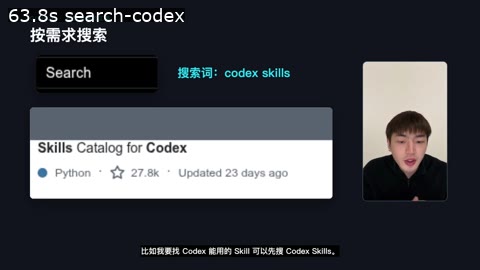 63.8s search-codex
按需求搜索
Search
搜索词：codex skills
Skills Catalog for Codex
Python · 27.8k · Updated 23 days ago
比如我要找 Codex 能用的 Skill 可以先搜 Codex Skills。